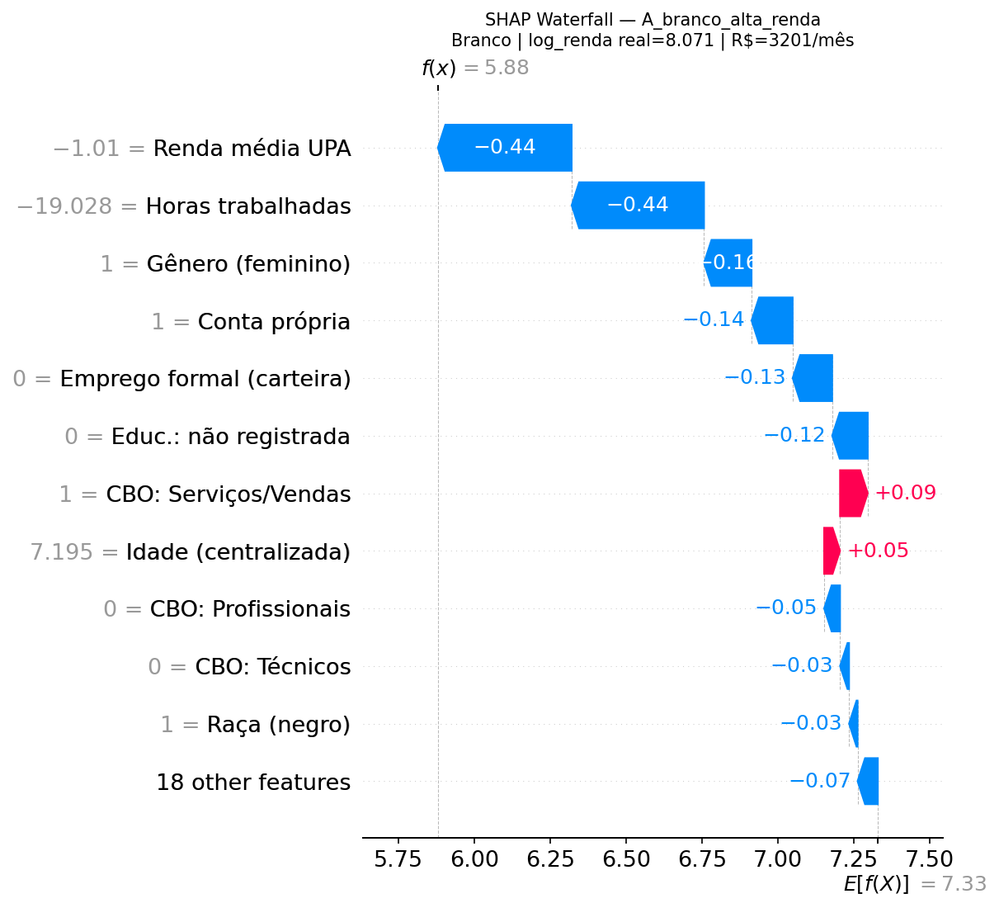 SHAP Waterfall — A_branco_alta_renda
Branco | log_renda real=8.071 | R$=3201/mês
f(x) = 5.88
−1.01 = Renda média UPA −0.44
−19.028 = Horas trabalhadas −0.44
1 = Gênero (feminino) −0.16
1 = Conta própria −0.14
0 = Emprego formal (carteira) −0.13
0 = Educ.: não registrada −0.12
1 = CBO: Serviços/Vendas +0.09
7.195 = Idade (centralizada) +0.05
0 = CBO: Profissionais −0.05
0 = CBO: Técnicos −0.03
1 = Raça (negro) −0.03
18 other features −0.07
5.75 6.00 6.25 6.50 6.75 7.00 7.25 7.50
E[f(X)] = 7.33